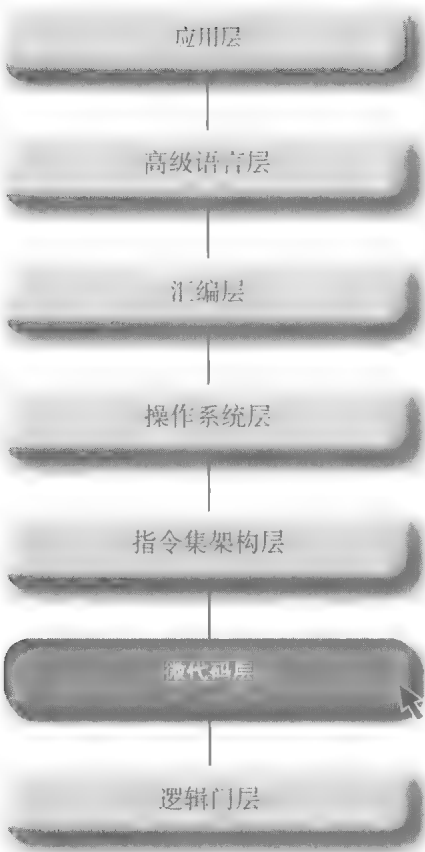 应用层
高级语言层
汇编层
操作系统层
指令集架构层
微代码层
逻辑门层